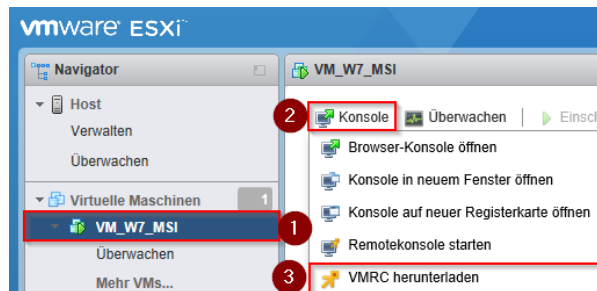 vmware ESXi
Navigator
VM_W7_MSI
Host
2 Konsole Überwachen
Verwalten
Browser-Konsole öffnen
Überwachen
Konsole in neuem Fenster öffnen
Virtuelle Maschinen 1
Konsole auf neuer Registerkarte öffnen
VM_W7_MSI 1
Remotekonsole starten
Überwachen
3 VMRC herunterladen
Mehr VMs...